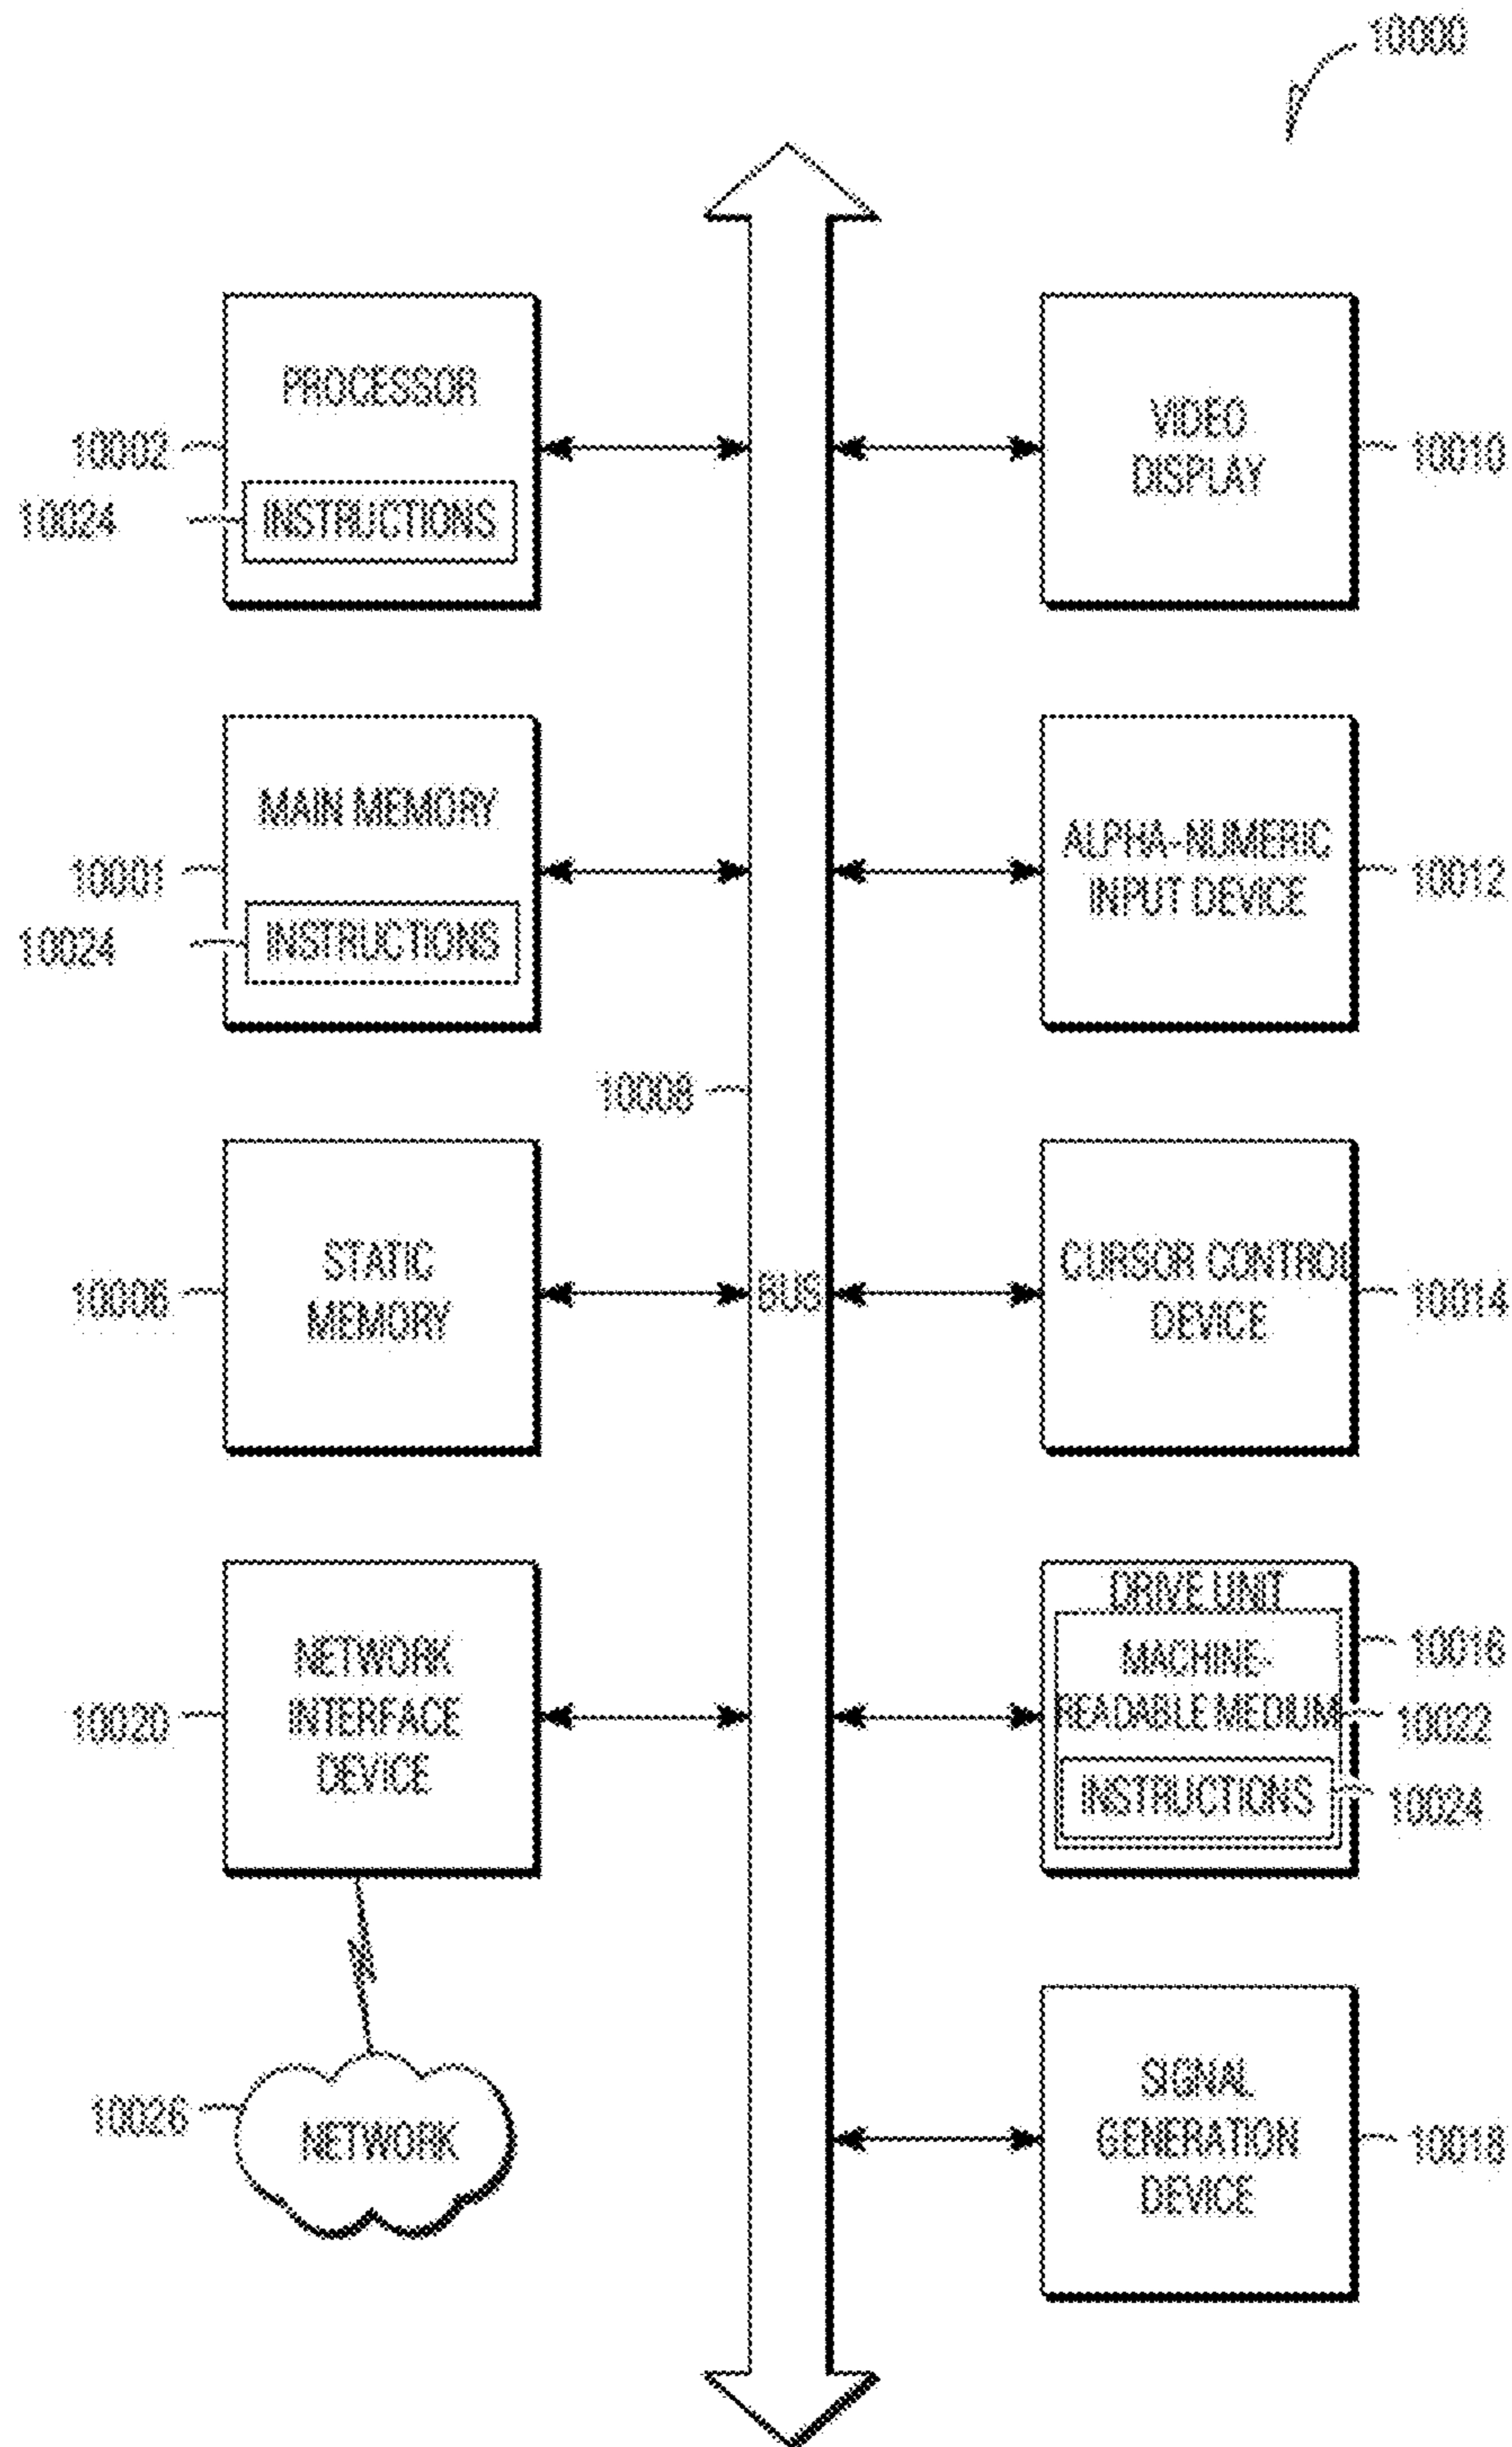 10000
PROCESSOR
10002
INSTRUCTIONS
10024
VIDEO
DISPLAY
10010
MAIN MEMORY
10001
INSTRUCTIONS
10024
ALPHA-NUMERIC
INPUT DEVICE
10012
10008
BUS
STATIC
MEMORY
10006
CURSOR CONTROL
DEVICE
10014
NETWORK
INTERFACE
DEVICE
10020
DRIVE UNIT
10016
MACHINE-
READABLE MEDIUM
10022
INSTRUCTIONS
10024
10026
NETWORK
SIGNAL
GENERATION
DEVICE
10018